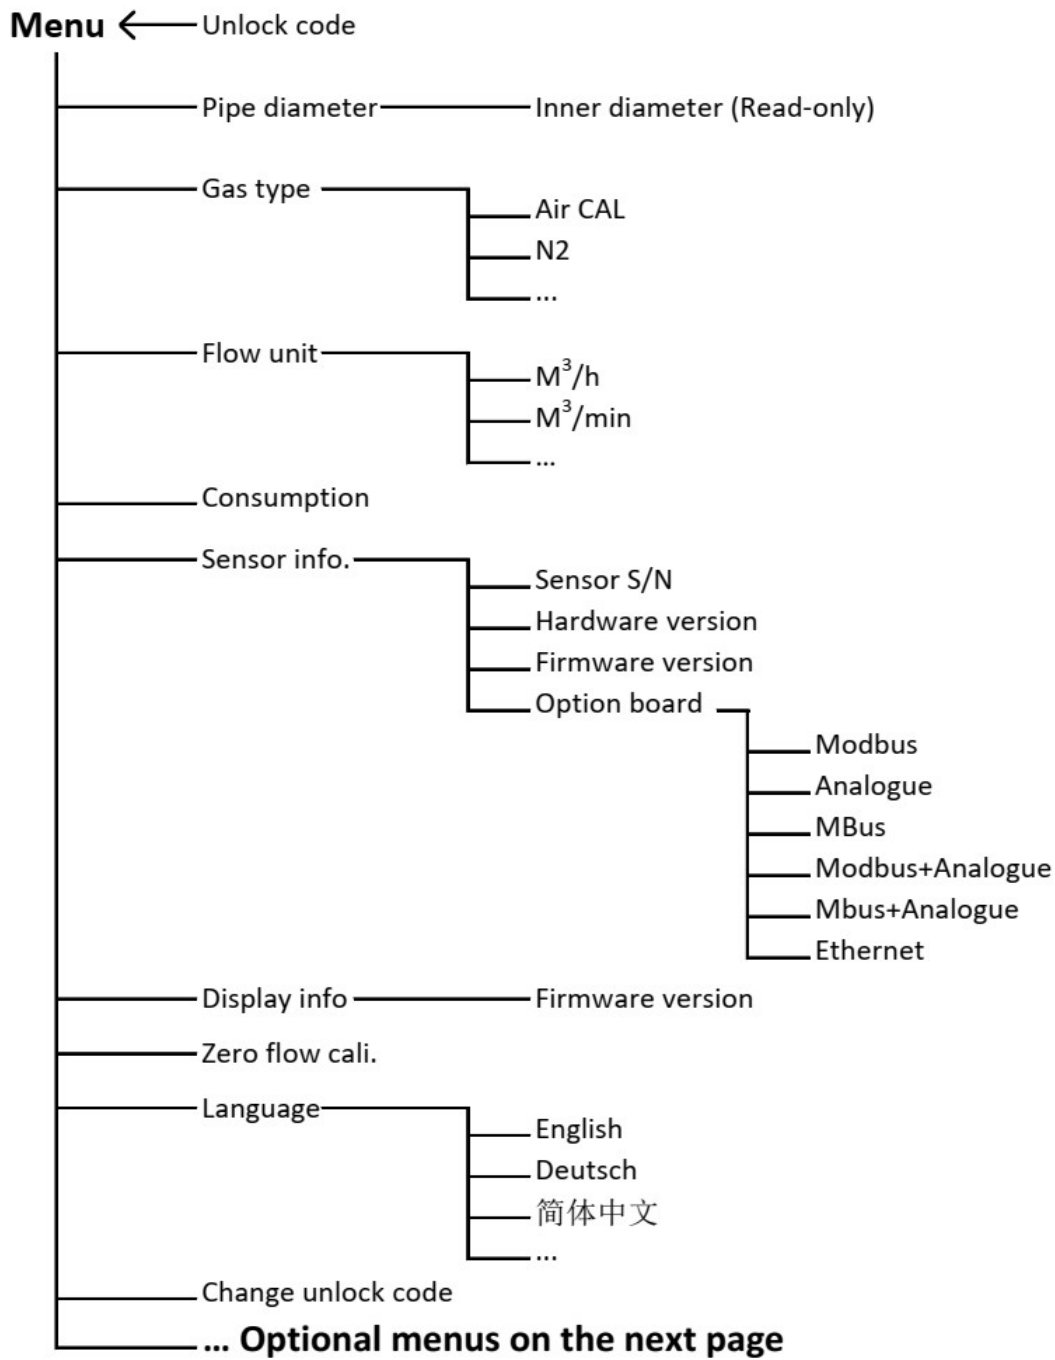 Menu Unlock code
Pipe diameter Inner diameter (Read-only)
Gas type
Air CAL
N2
...
Flow unit
M³/h
M³/min
...
Consumption
Sensor info.
Sensor S/N
Hardware version
Firmware version
Option board
Modbus
Analogue
MBus
Modbus+Analogue
Mbus+Analogue
Ethernet
Display info Firmware version
Zero flow cali.
Language
English
Deutsch
简体中文
...
Change unlock code
... Optional menus on the next page